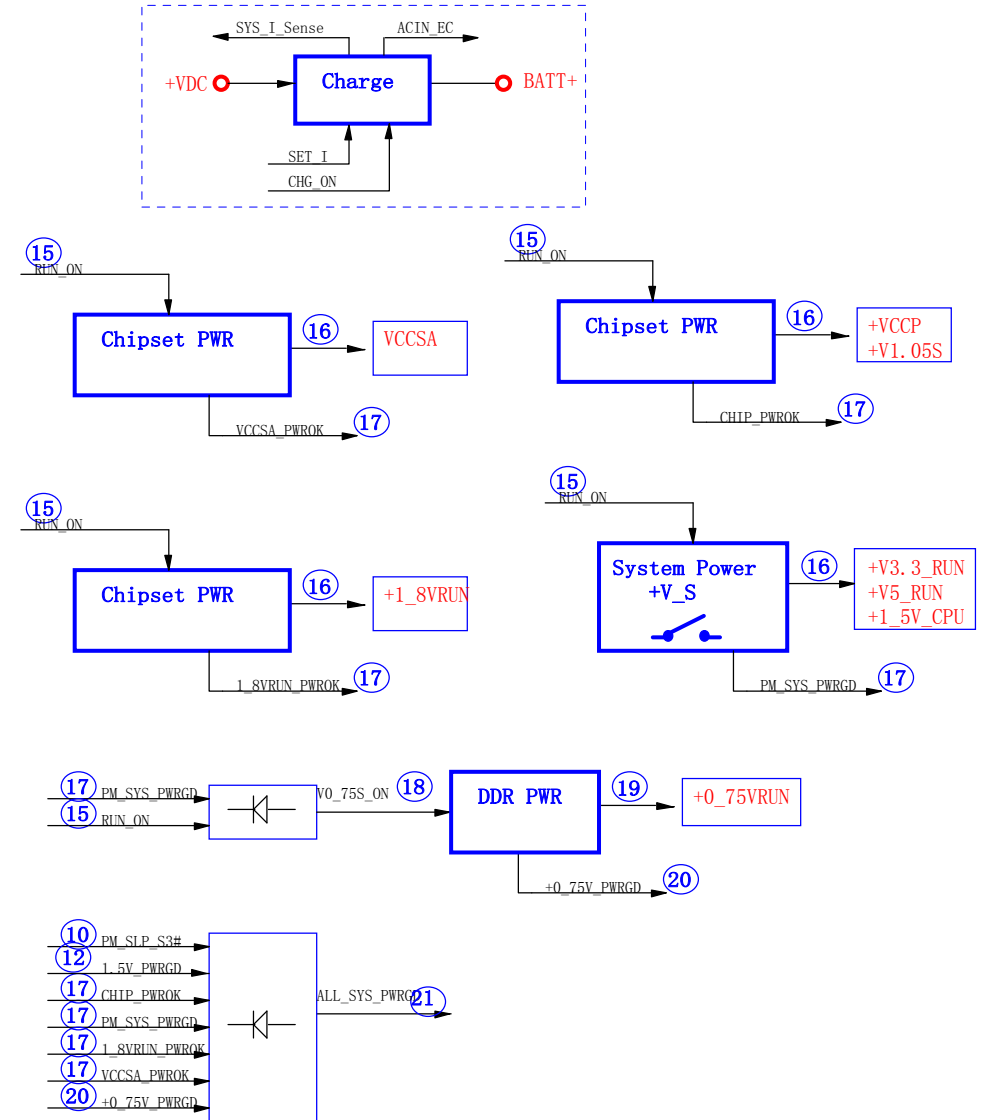 SYS_I_Sense
ACIN_EC
+VDC
Charge
BATT+
SET_I
CHG_ON
15
RUN_ON
Chipset PWR
16
VCCSA
VCCSA_PWROK
17
15
RUN_ON
Chipset PWR
16
+VCCP
+V1.05S
CHIP_PWROK
17
15
RUN_ON
Chipset PWR
16
+1_8VRUN
1_8VRUN_PWROK
17
15
RUN_ON
System Power
+V_S
16
+V3.3_RUN
+V5_RUN
+1_5V_CPU
PM_SYS_PWRGD
17
17 PM_SYS_PWRGD
15 RUN_ON
V0_75S_ON
18
DDR PWR
19
+0_75VRUN
+0_75V_PWRGD
20
10 PM_SLP_S3#
12 1.5V_PWRGD
17 CHIP_PWROK
17 PM_SYS_PWRGD
17 1_8VRUN_PWROK
17 VCCSA_PWROK
20 +0_75V_PWRGD
ALL_SYS_PWRGD
21